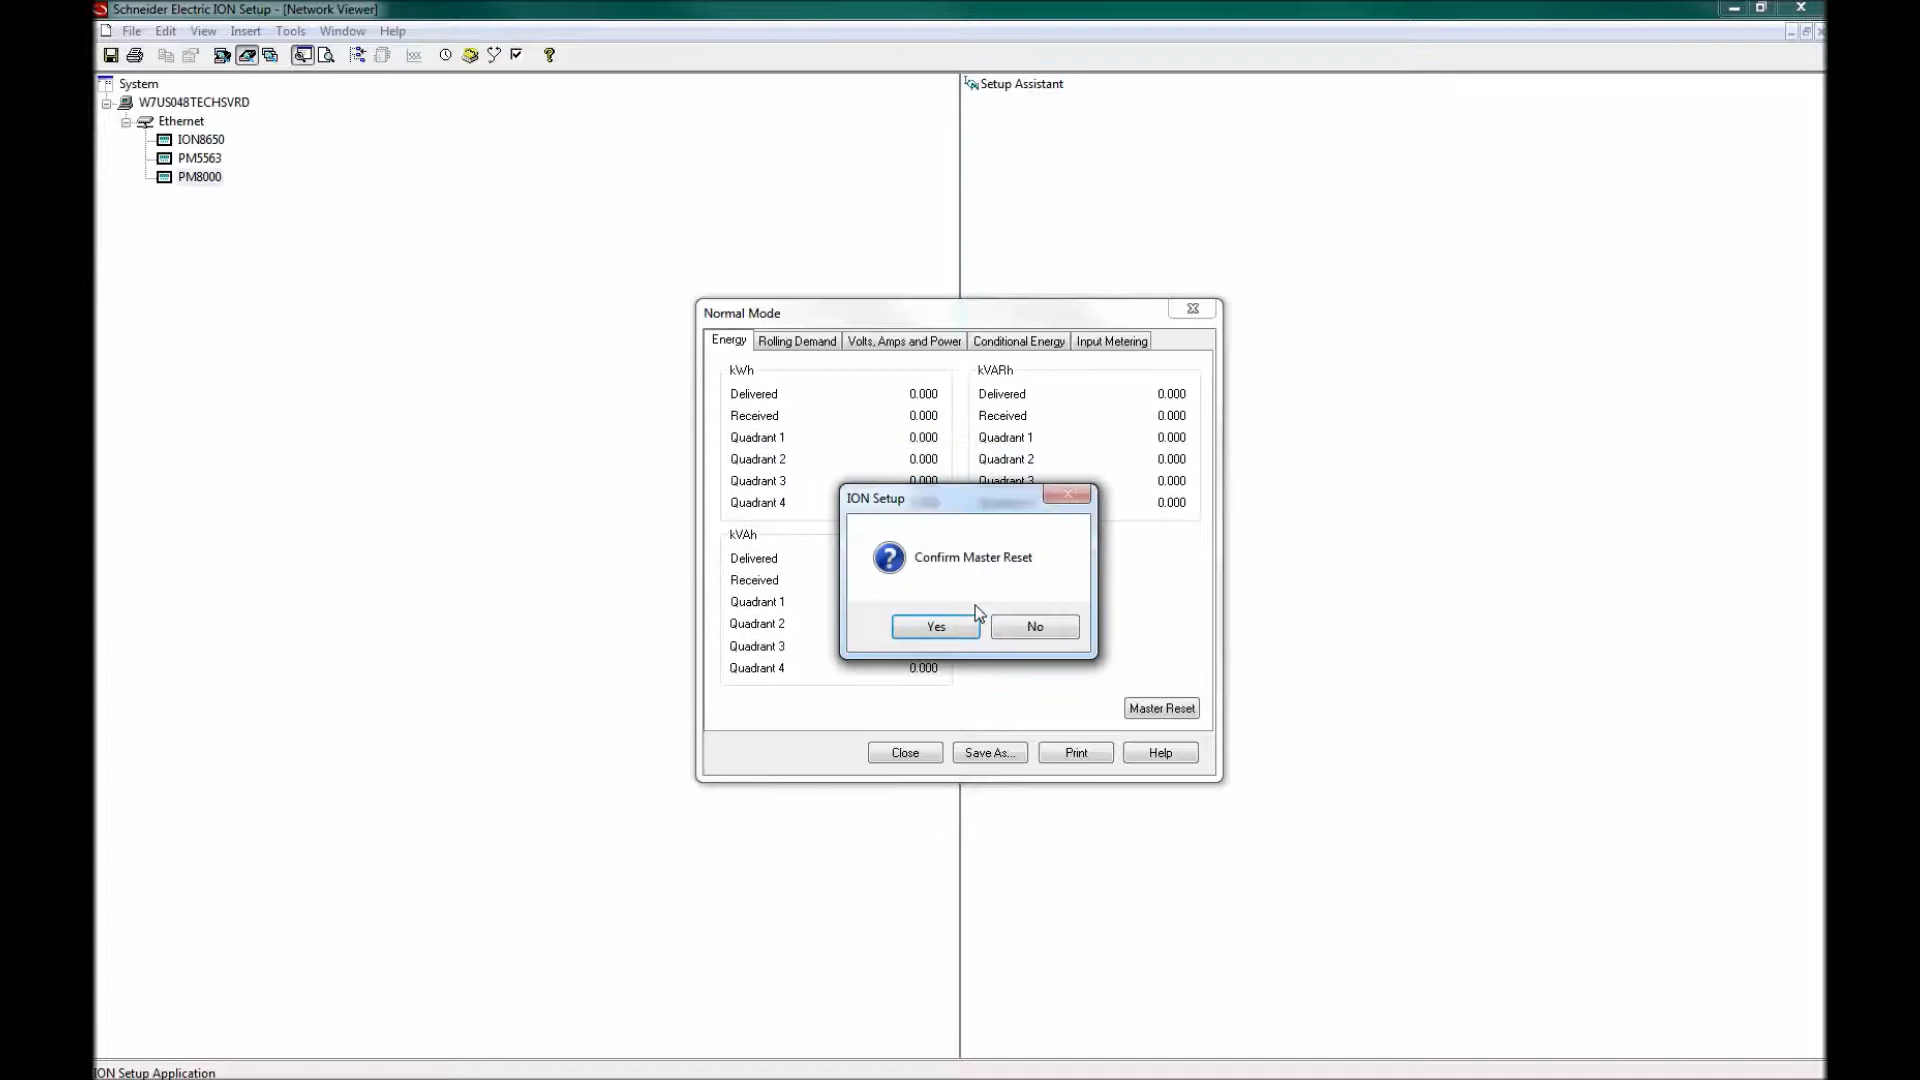 Schneider Electric ION Setup - [Network Viewer]
File Edit View Insert Tools Window Help
System
W7US048TECHSVRD
Ethernet
ION8650
PM5563
PM8000
Setup Assistant
Normal Mode
Energy Rolling Demand Volts, Amps and Power Conditional Energy Input Metering
kWh
Delivered 0.000
Received 0.000
Quadrant 1 0.000
Quadrant 2 0.000
Quadrant 3 0.000
Quadrant 4
kVARh
Delivered 0.000
Received 0.000
Quadrant 1 0.000
Quadrant 2 0.000
Quadrant 3 0.000
0.000
kVAh
Delivered
Received
Quadrant 1
Quadrant 2
Quadrant 3
Quadrant 4 0.000
ION Setup
Confirm Master Reset
Yes No
Master Reset
Close Save As... Print Help
ION Setup Application